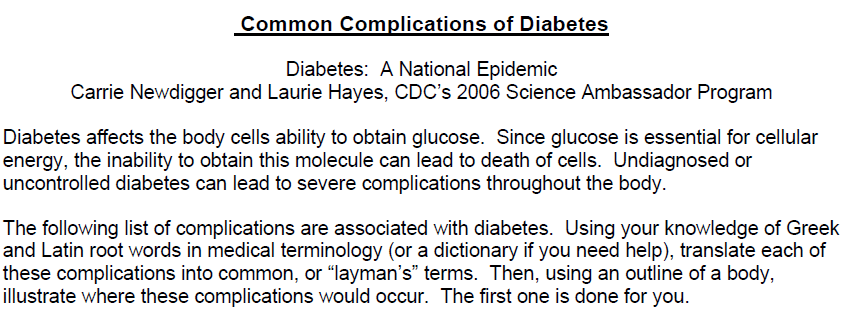 Common Complications of Diabetes
Diabetes:  A National Epidemic
Carrie Newdigger and Laurie Hayes, CDC's 2006 Science Ambassador Program
Diabetes affects the body cells ability to obtain glucose.  Since glucose is essential for cellular
energy, the inability to obtain this molecule can lead to death of cells.  Undiagnosed or
uncontrolled diabetes can lead to severe complications throughout the body.
The following list of complications are associated with diabetes.  Using your knowledge of Greek
and Latin root words in medical terminology (or a dictionary if you need help), translate each of
these complications into common, or “layman’s” terms.  Then, using an outline of a body,
illustrate where these complications would occur.  The first one is done for you.